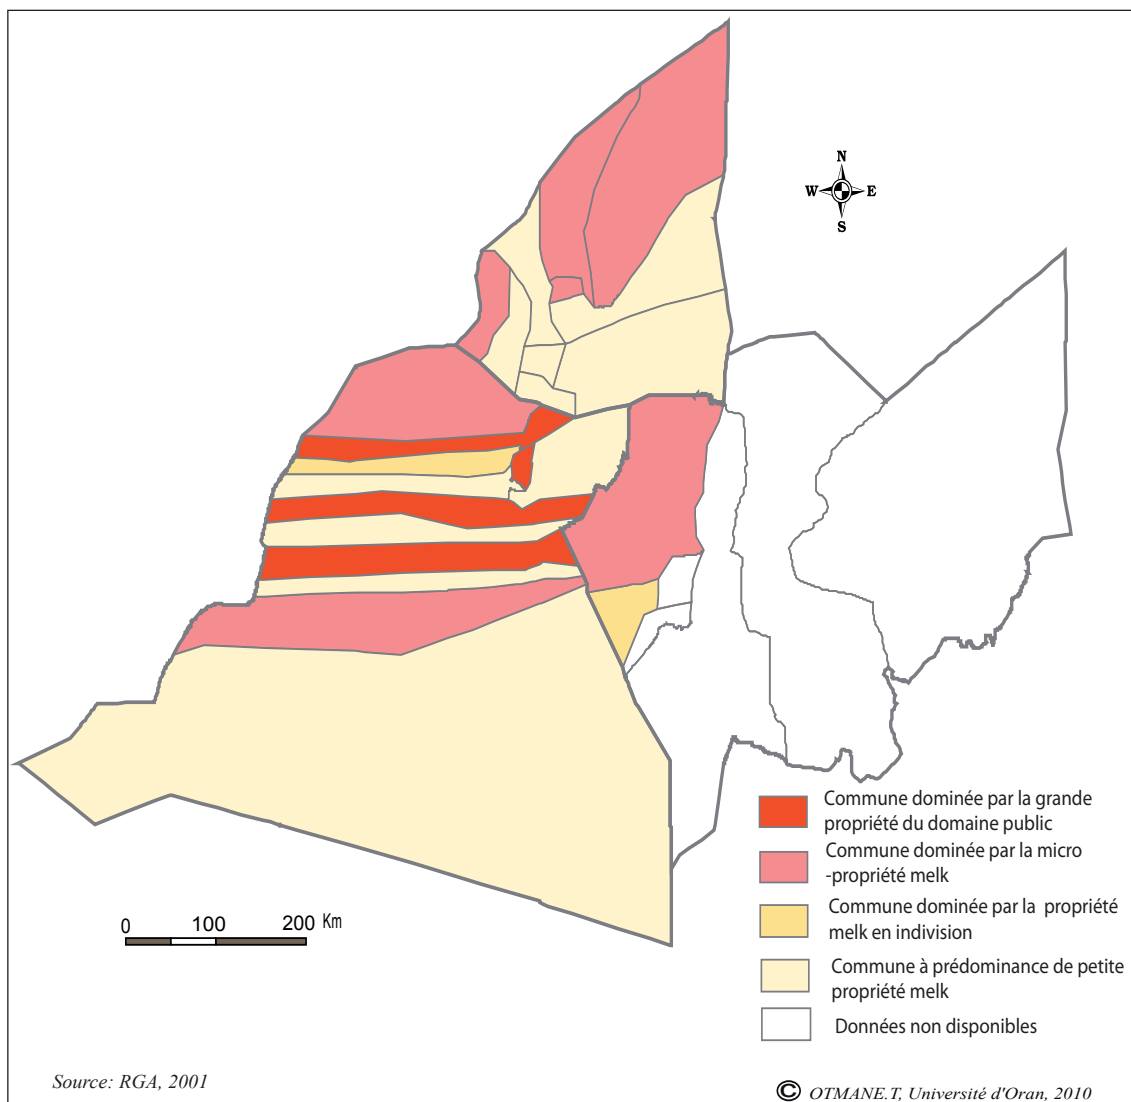 N
W E
S
Commune dominée par la grande
propriété du domaine public
Commune dominée par la micro
-propriété melk
Commune dominée par la propriété
melk en indivision
Commune à prédominance de petite
propriété melk
Données non disponibles
0 100 200 Km
Source: RGA, 2001
© OTMANE.T, Université d'Oran, 2010